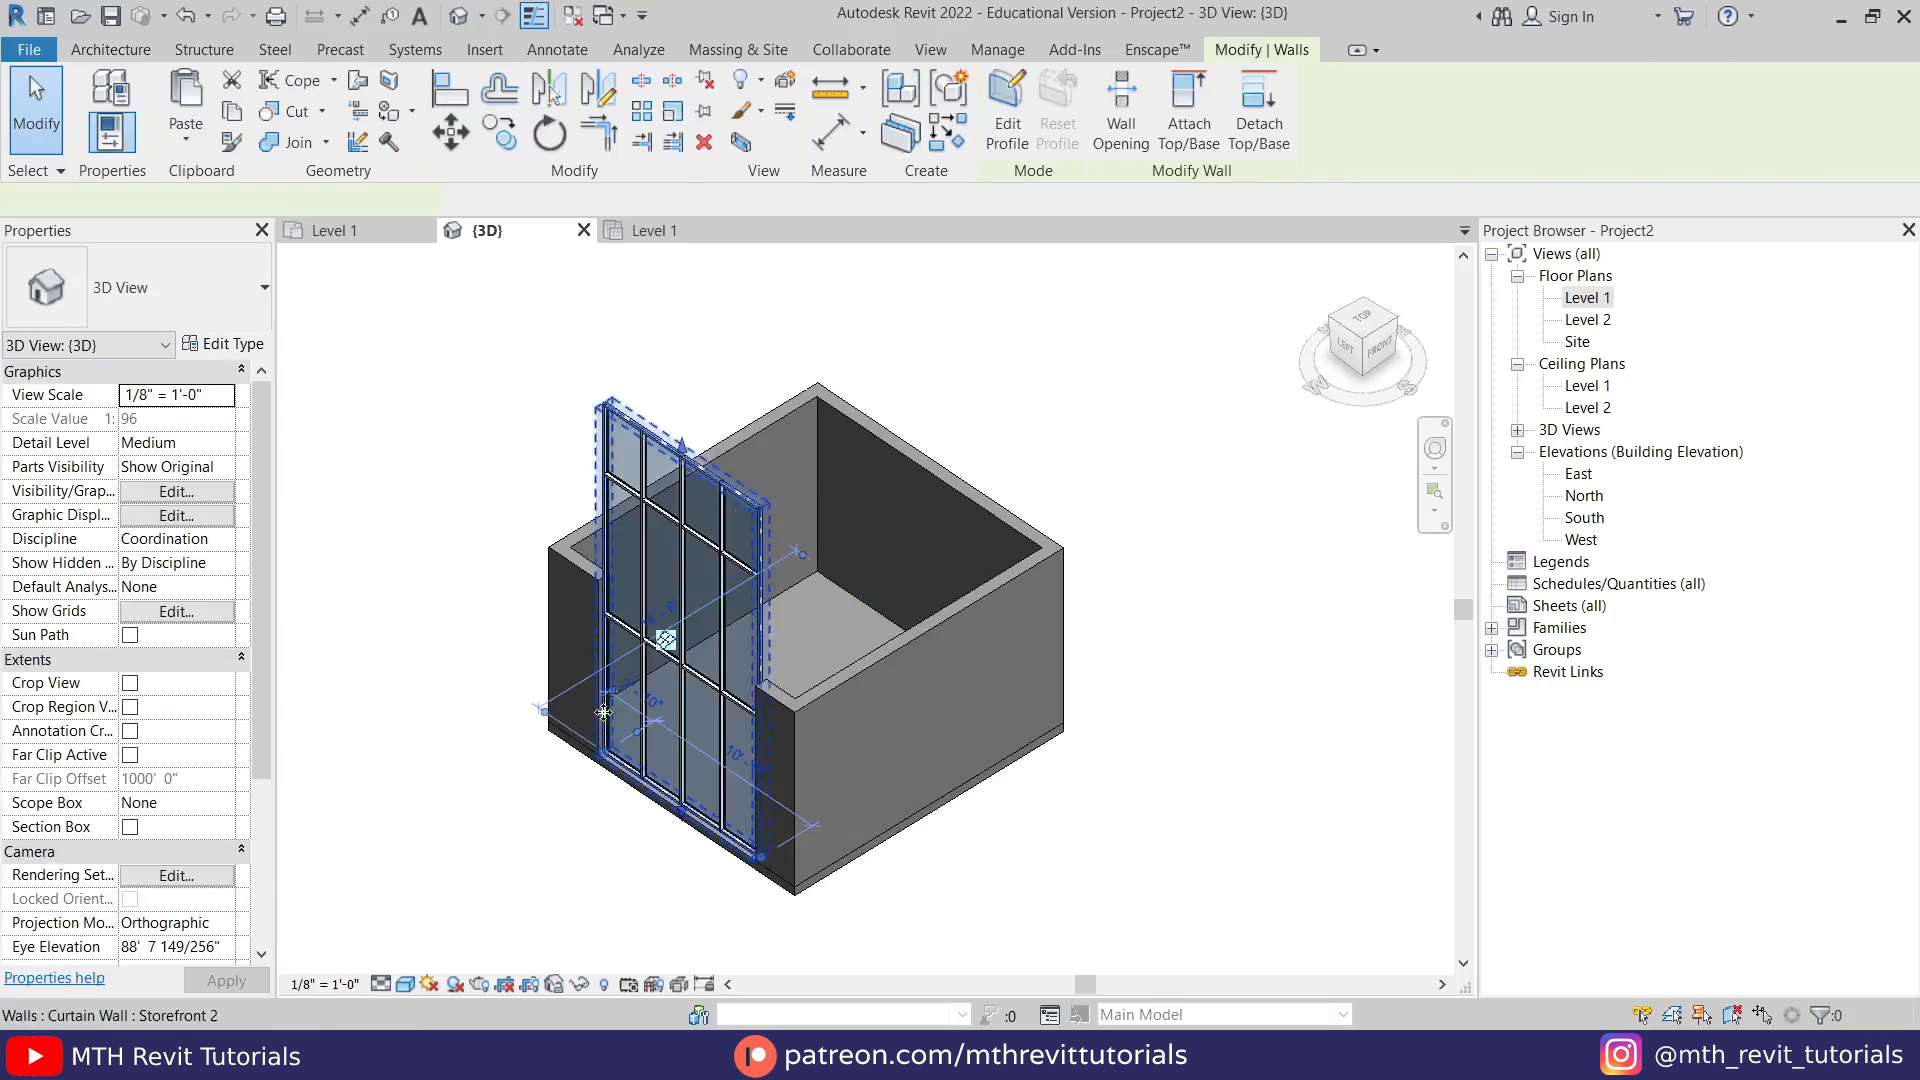 Autodesk Revit 2022 - Educational Version - Project2 - 3D View: {3D}
Sign In
File Architecture Structure Steel Precast Systems Insert Annotate Analyze Massing & Site Collaborate View Manage Add-Ins Enscape™ Modify | Walls
Modify
Paste
Cope
Cut
Join
Edit Profile
Reset Profile
Wall Opening
Attach Top/Base
Detach Top/Base
Select Properties Clipboard Geometry Modify View Measure Create Mode Modify Wall
Properties
3D View
3D View: {3D} Edit Type
Graphics
View Scale 1/8" = 1'-0"
Scale Value 1: 96
Detail Level Medium
Parts Visibility Show Original
Visibility/Grap... Edit...
Graphic Displ... Edit...
Discipline Coordination
Show Hidden ... By Discipline
Default Analys... None
Show Grids Edit...
Sun Path
Extents
Crop View
Crop Region V...
Annotation Cr...
Far Clip Active
Far Clip Offset 1000' 0"
Scope Box None
Section Box
Camera
Rendering Set... Edit...
Locked Orient...
Projection Mo... Orthographic
Eye Elevation 88' 7 149/256"
Properties help Apply
Level 1 {3D} Level 1
TOP
LEFT
FRONT
W
S
1/8" = 1'-0"
Project Browser - Project2
Views (all)
Floor Plans
Level 1
Level 2
Site
Ceiling Plans
Level 1
Level 2
3D Views
Elevations (Building Elevation)
East
North
South
West
Legends
Schedules/Quantities (all)
Sheets (all)
Families
Groups
Revit Links
Walls : Curtain Wall : Storefront 2
:0
Main Model
:0
MTH Revit Tutorials
patreon.com/mthrevittutorials
@mth_revit_tutorials